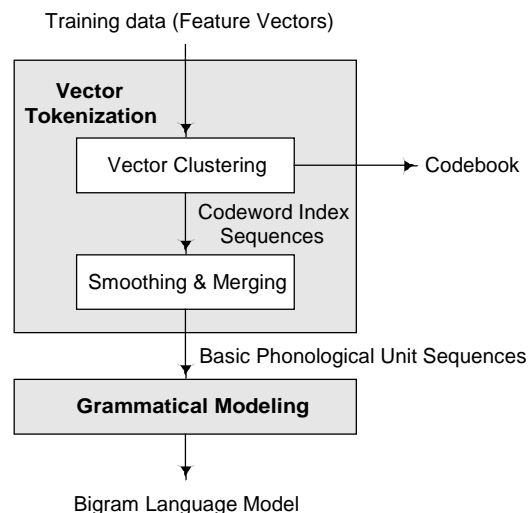 Training data (Feature Vectors)
Vector
Tokenization
Vector Clustering
Codebook
Codeword Index
Sequences
Smoothing & Merging
Basic Phonological Unit Sequences
Grammatical Modeling
Bigram Language Model